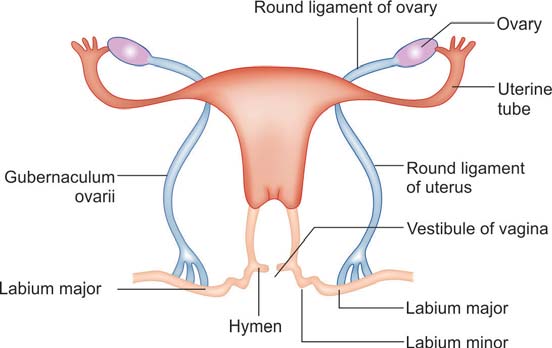 Round ligament of ovary
Ovary
Uterine
tube
Gubernaculum
ovarii
Round ligament
of uterus
Vestibule of vagina
Labium major
Labium major
Hymen
Labium minor